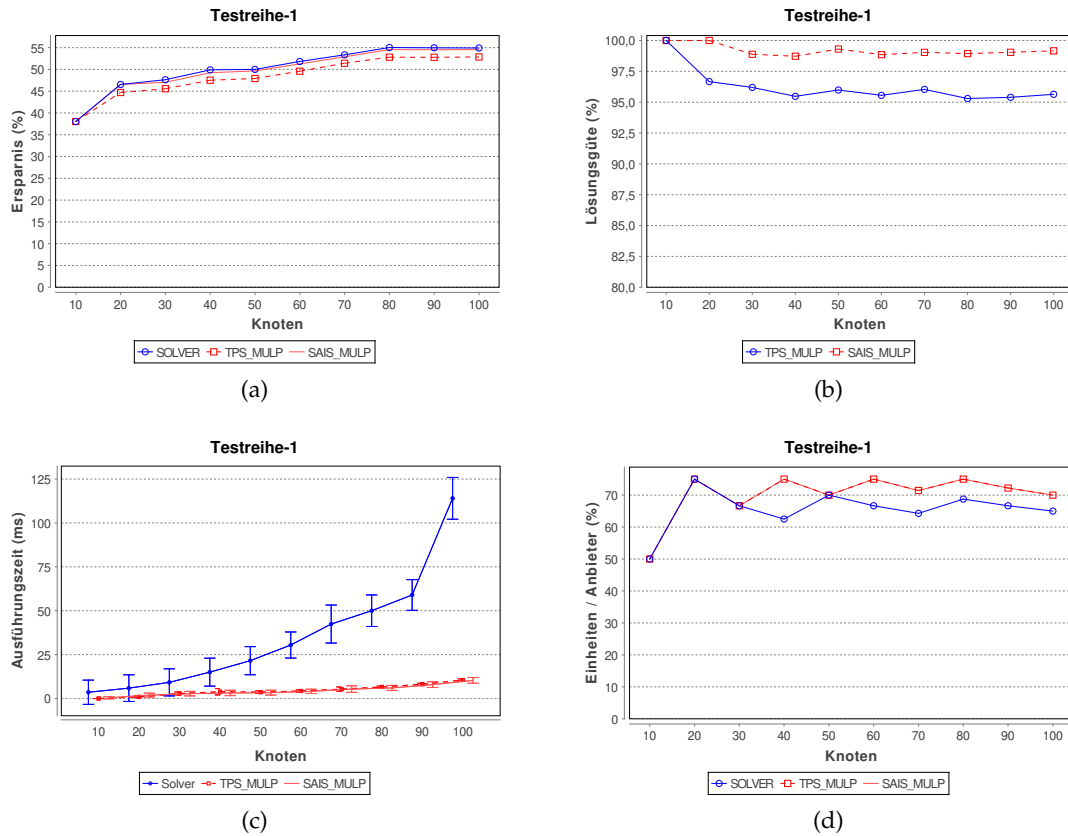 Testreihe-1
55
50
45
40
35
30
25
20
15
10
5
0
Ersparnis (%)
10 20 30 40 50 60 70 80 90 100
Knoten
SOLVER TPS_MULP SAIS_MULP
(a)
Testreihe-1
100,0
97,5
95,0
92,5
90,0
87,5
85,0
82,5
80,0
Lösungsgüte (%)
10 20 30 40 50 60 70 80 90 100
Knoten
TPS_MULP SAIS_MULP
(b)
Testreihe-1
125
100
75
50
25
0
Ausführungszeit (ms)
10 20 30 40 50 60 70 80 90 100
Knoten
Solver TPS_MULP SAIS_MULP
(c)
Testreihe-1
70
60
50
40
30
20
10
0
Einheiten / Anbieter (%)
10 20 30 40 50 60 70 80 90 100
Knoten
SOLVER TPS_MULP SAIS_MULP
(d)